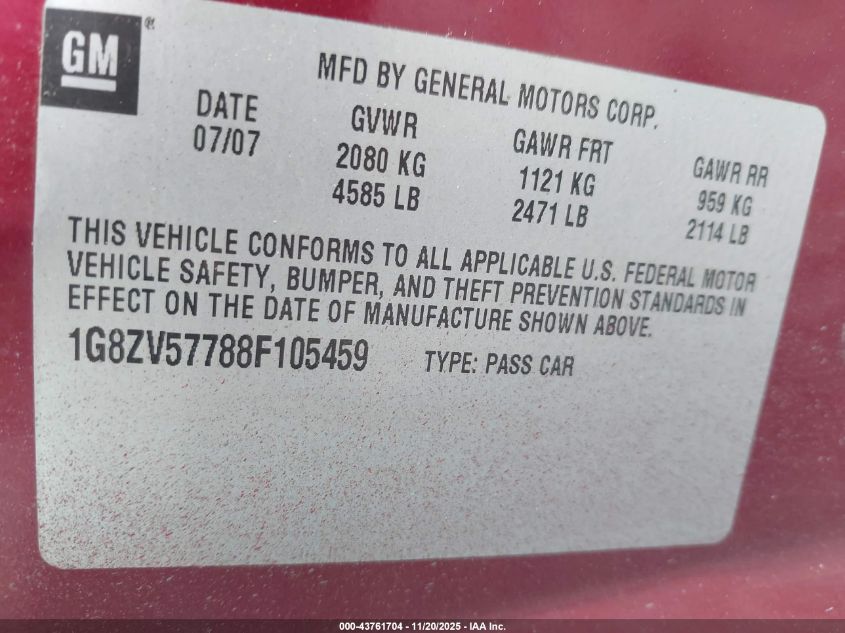 GM®
MFD BY GENERAL MOTORS CORP.
DATE GVWR GAWR FRT GAWR RR
07/07 2080 KG 1121 KG 959 KG
4585 LB 2471 LB 2114 LB
THIS VEHICLE CONFORMS TO ALL APPLICABLE U.S. FEDERAL MOTOR
VEHICLE SAFETY, BUMPER, AND THEFT PREVENTION STANDARDS IN
EFFECT ON THE DATE OF MANUFACTURE SHOWN ABOVE.
1G8ZV57788F105459 TYPE: PASS CAR
000-43761704 - 11/20/2025 - IAA Inc.